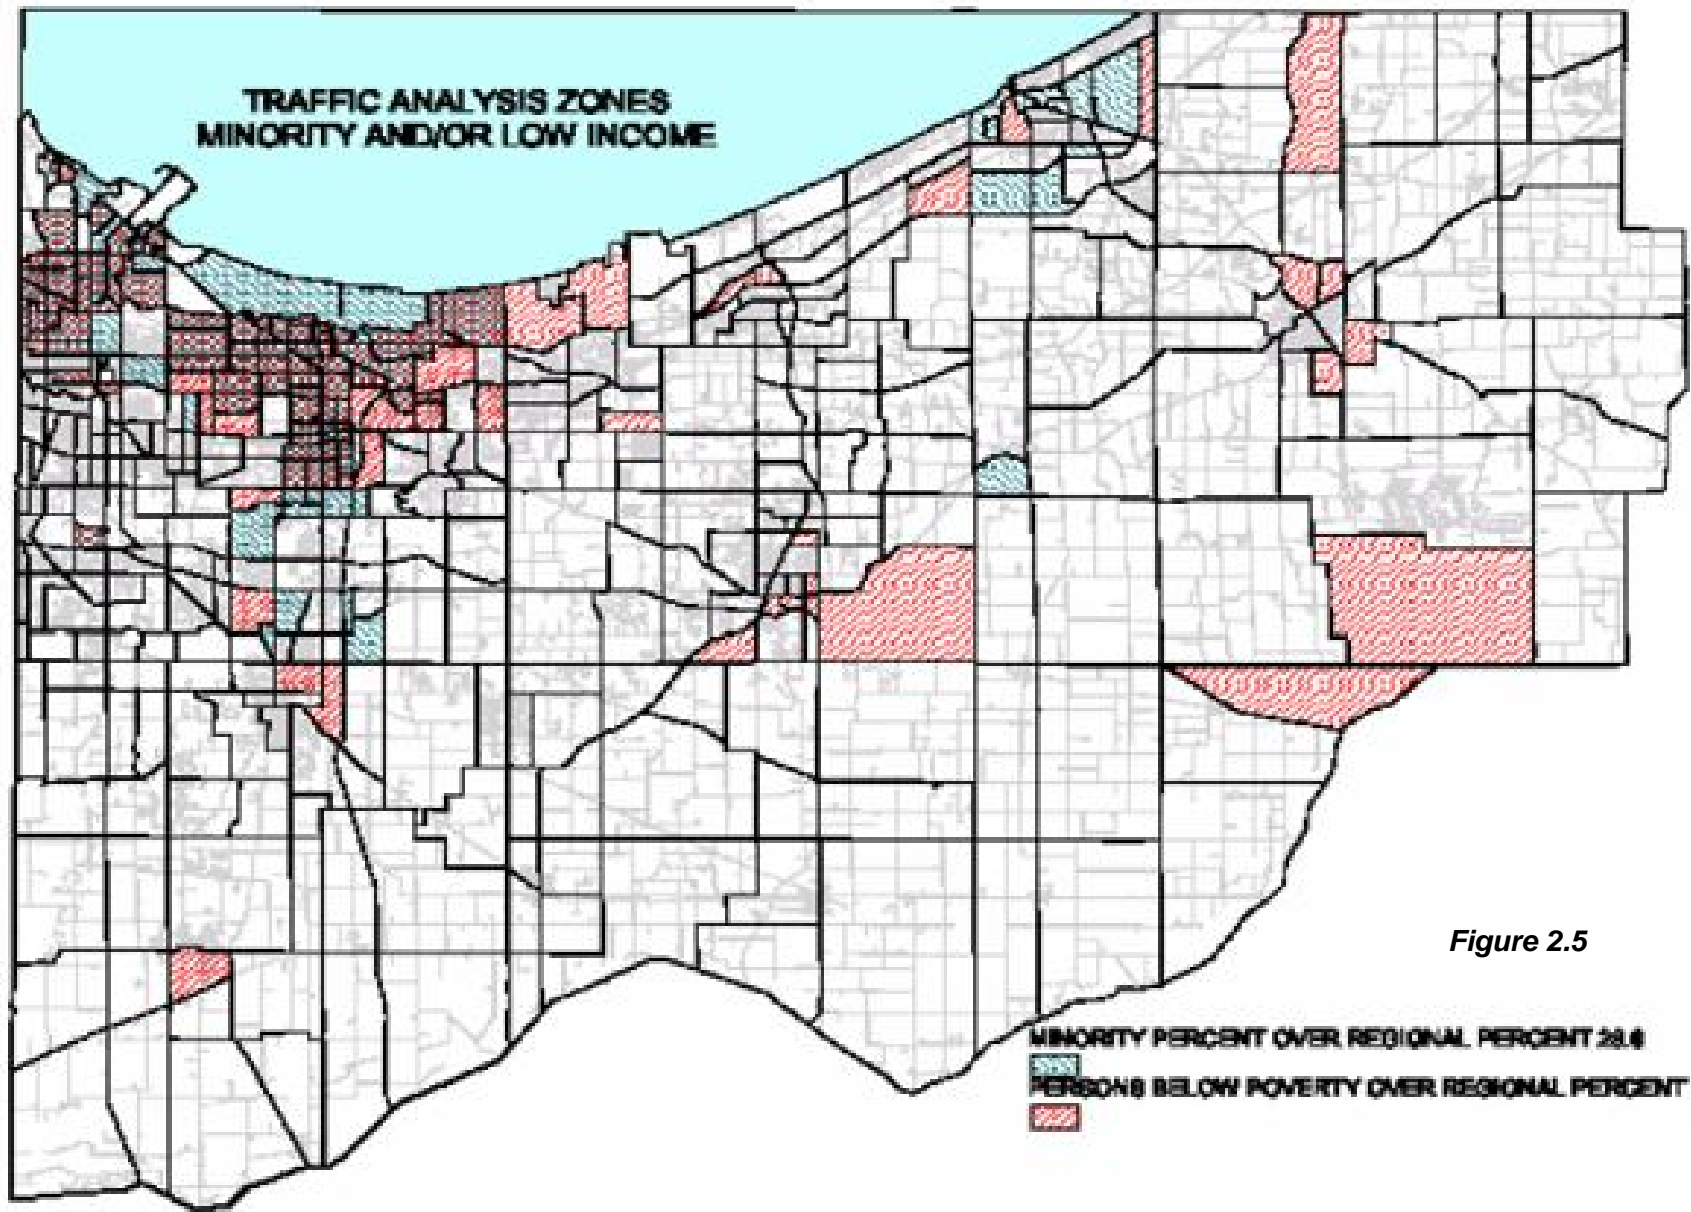 TRAFFIC ANALYSIS ZONES
MINORITY AND/OR LOW INCOME
Figure 2.5
MINORITY PERCENT OVER REGIONAL PERCENT
PERSONS BELOW POVERTY OVER REGIONAL PERCENT